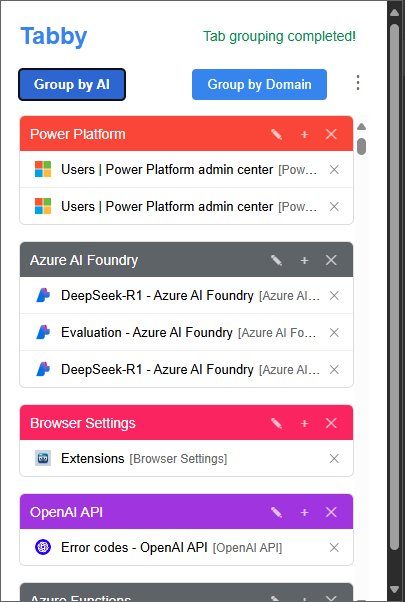 Tabby
Tab grouping completed!
Group by AI
Group by Domain
Power Platform
Users | Power Platform admin center [Pow...
Users | Power Platform admin center [Pow...
Azure AI Foundry
DeepSeek-R1 - Azure AI Foundry [Azure AI...
Evaluation - Azure AI Foundry [Azure AI Fo...
DeepSeek-R1 - Azure AI Foundry [Azure AI...
Browser Settings
Extensions [Browser Settings]
OpenAI API
Error codes - OpenAI API [OpenAI API]
Azure Functions